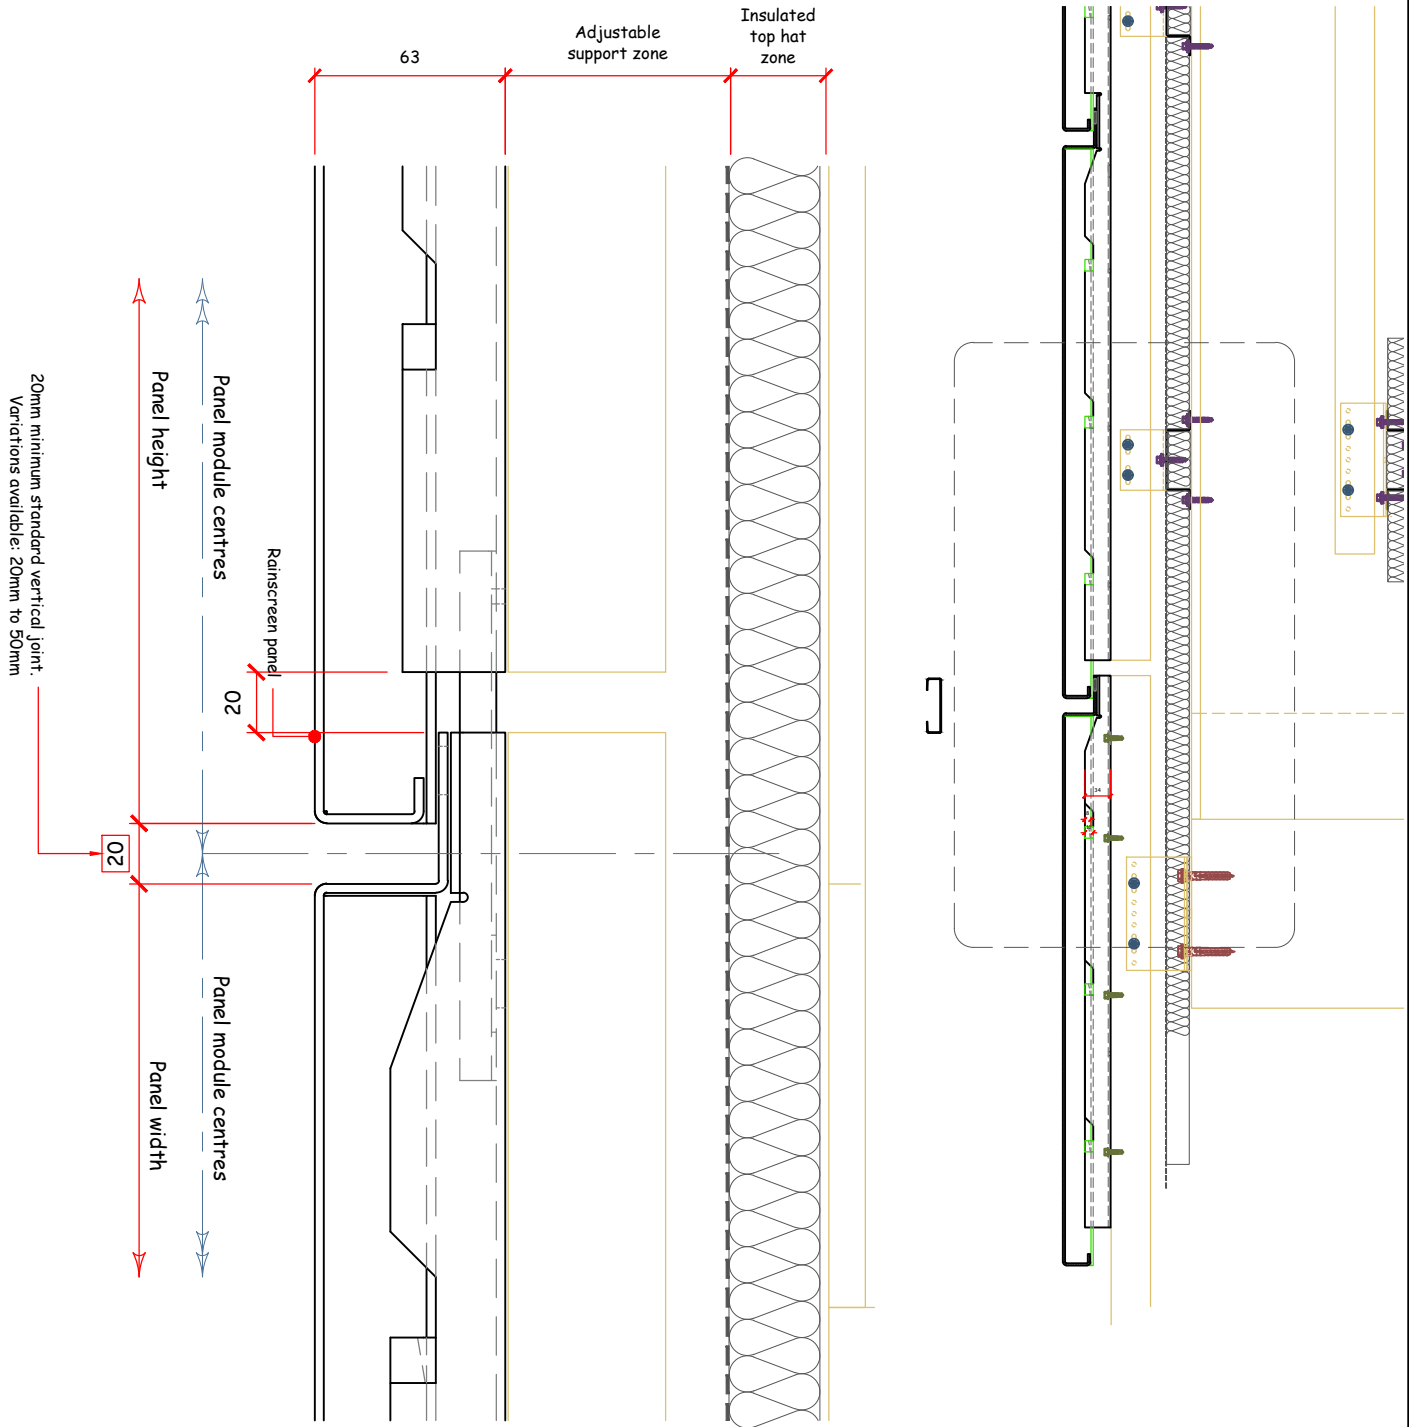 63
Adjustable
support zone
Insulated
top hat
zone
Panel height
Panel module centres
Rainscreen panel
20
20mm minimum standard vertical joint.
Variations available: 20mm to 50mm
20
Panel module centres
Panel width
34